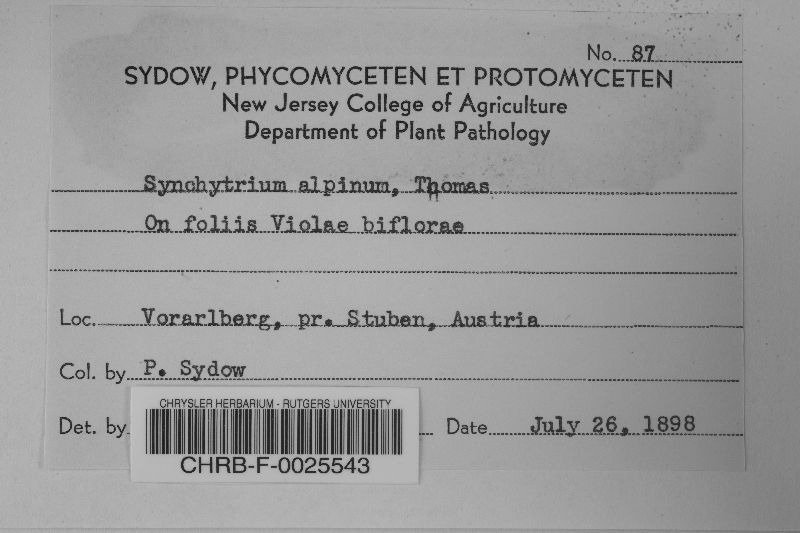 No. 87
SYDOW, PHYCOMYCETEN ET PROTOMYCETEN
New Jersey College of Agriculture
Department of Plant Pathology
Synchytrium alpinum, Thomas
On foliis Violae biflorae
Loc. Vorarlberg, pr. Stuben, Austria
Col. by P. Sydow
Det. by
Date July 26, 1898
CHRYSLER HERBARIUM - RUTGERS UNIVERSITY
CHRB-F-0025543